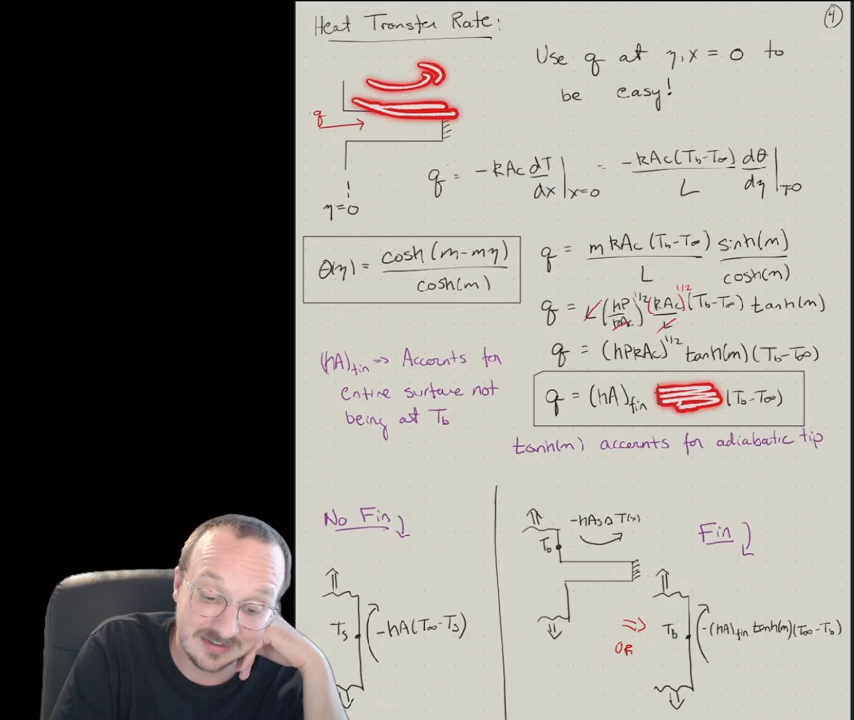 Heat Transfer Rate:
④
Use q at η, x = 0 to
be easy!
q
η=0
q = -kAc dT/dx |x=0 = -kAc(Tb-T∞)/L dθ/dη |η=0
θ(η) = cosh(m-mη)/cosh(m)
q = mkAc(Tb-T∞)/L sinh(m)/cosh(m)
q = L(hP/kAc)^1/2 (kAc)^1/2/L (Tb-T∞) tanh(m)
q = (hPkAc)^1/2 tanh(m)(Tb-T∞)
(hA)fin => Accounts for
entire surface not
being at Tb
q = (hA)fin (Tb-T∞)
tanh(m) accounts for adiabatic tip
No Fin
Ts
-hA(T∞-Ts)
-hAsΔT(x)
Tb
Fin
=>
OR
Tb
-(hA)fin tanh(m)(T∞-Tb)